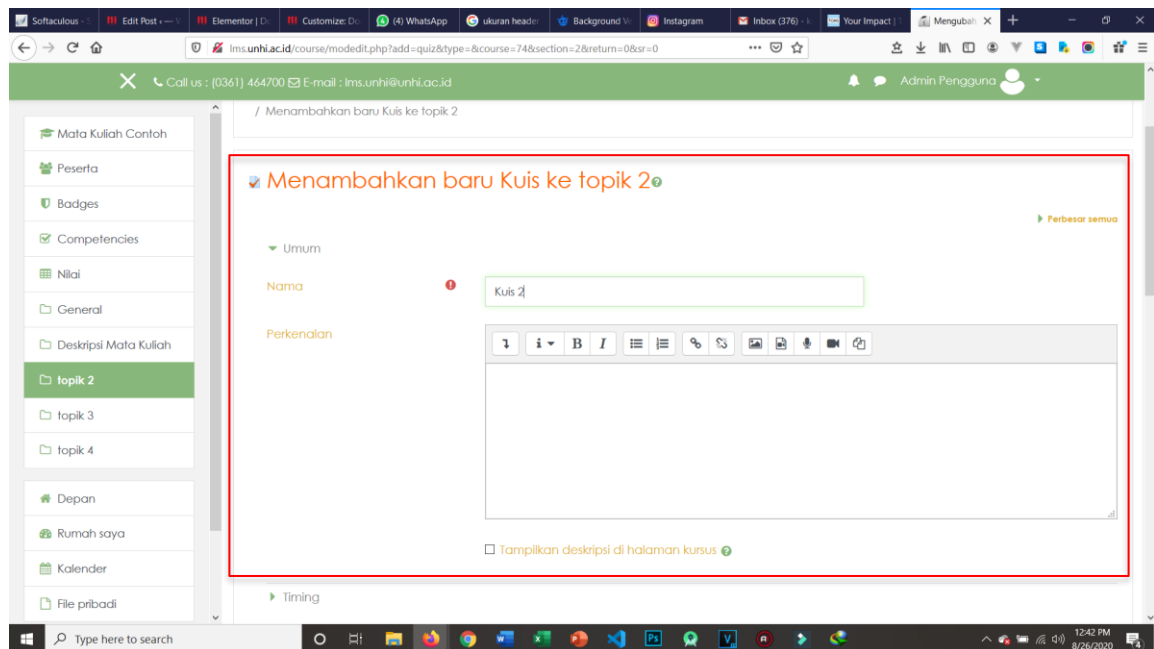 Softaculous - S
Edit Post ‹ — V
Elementor | Do
Customize: Do
(4) WhatsApp
ukuran header
Background Ve
Instagram
Inbox (376) - k
Your Impact | T
Mengubah
lms.unhi.ac.id/course/modedit.php?add=quiz&type=&course=74&section=2&return=0&sr=0
Call us : (0361) 464700 E-mail : lms.unhi@unhi.ac.id
Admin Pengguna
/ Menambahkan baru Kuis ke topik 2
Mata Kuliah Contoh
Peserta
Badges
Competencies
Nilai
General
Deskripsi Mata Kuliah
topik 2
topik 3
topik 4
Depan
Rumah saya
Kalender
File pribadi
Menambahkan baru Kuis ke topik 2
Perbesar semua
Umum
Nama
Kuis 2
Perkenalan
Tampilkan deskripsi di halaman kursus
Timing
Type here to search
12:42 PM
8/26/2020